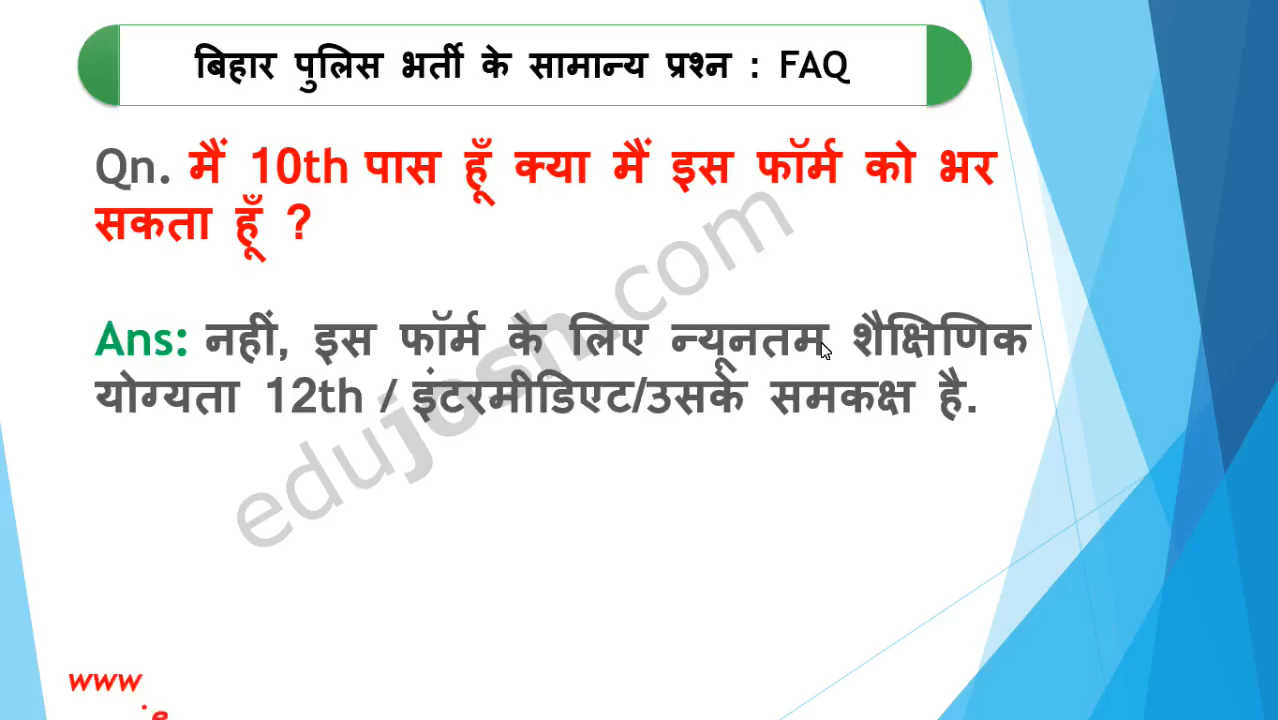 बिहार पुलिस भर्ती के सामान्य प्रश्न : FAQ
Qn. मैं 10th पास हूँ क्या मैं इस फॉर्म को भर
सकता हूँ ?
Ans: नहीं, इस फॉर्म के लिए न्यूनतम शैक्षिणिक
योग्यता 12th / इंटरमीडिएट/उसके समकक्ष है.
edujosh.com
www
.e